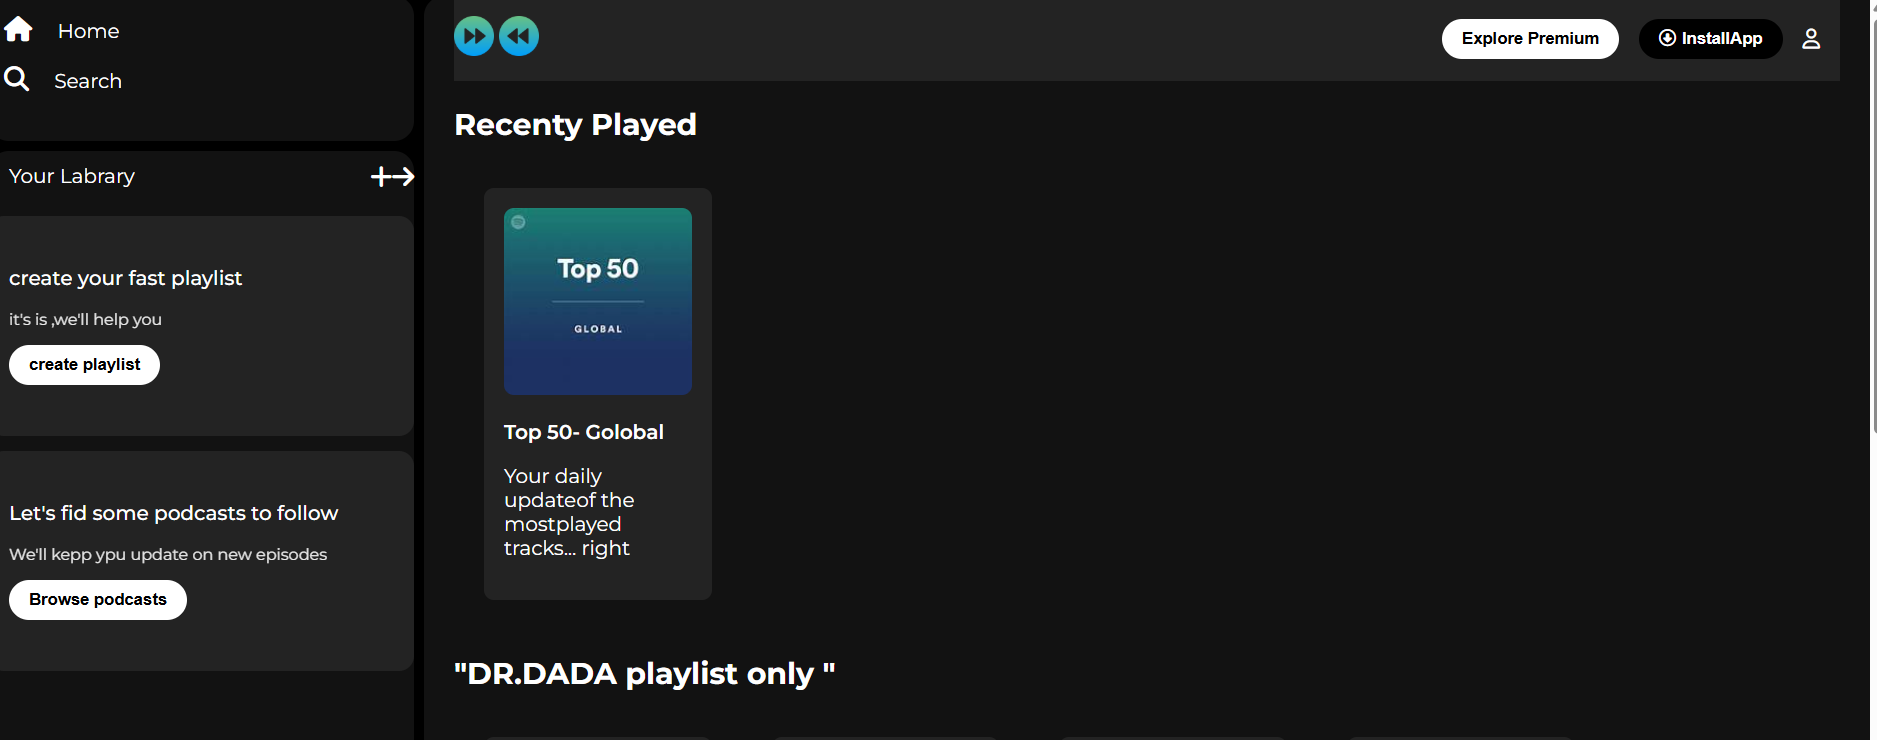 Home
Search
Your Labrary
create your fast playlist
it's is ,we'll help you
create playlist
Let's fid some podcasts to follow
We'll kepp ypu update on new episodes
Browse podcasts
Explore Premium
InstallApp
Recenty Played
Top 50
GLOBAL
Top 50- Golobal
Your daily
updateof the
mostplayed
tracks... right
"DR.DADA playlist only "